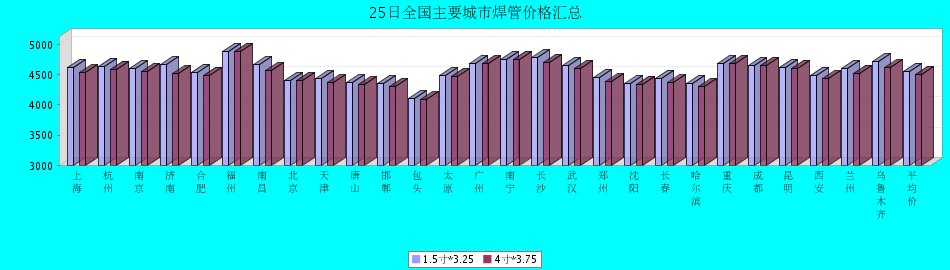 25日全国主要城市焊管价格汇总
5000
4500
4000
3500
3000
上海
杭州
南京
济南
合肥
福州
南昌
北京
天津
唐山
邯郸
包头
太原
广州
南宁
长沙
武汉
郑州
沈阳
长春
哈尔滨
重庆
成都
昆明
西安
兰州
乌鲁木齐
平均价
1.5寸*3.25
4寸*3.75